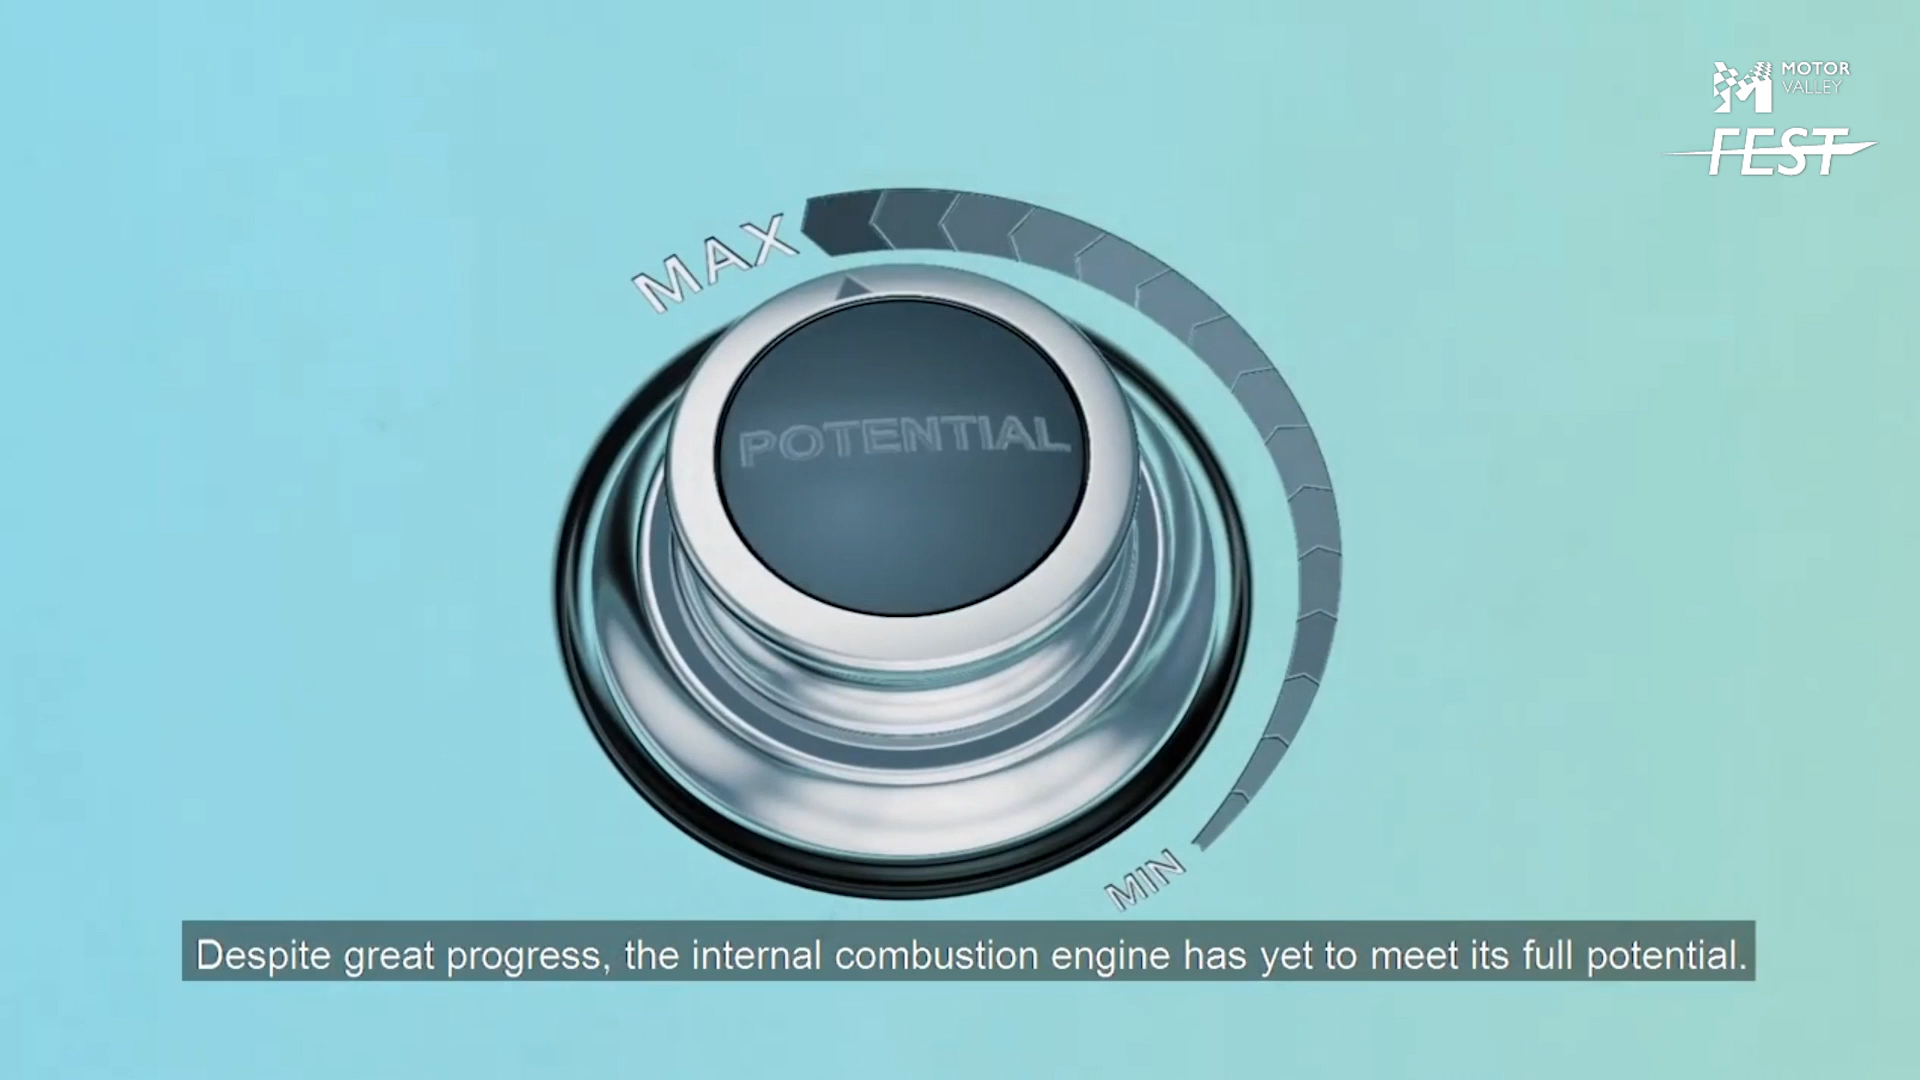 MOTOR
VALLEY
FEST
MAX
POTENTIAL
MIN
Despite great progress, the internal combustion engine has yet to meet its full potential.